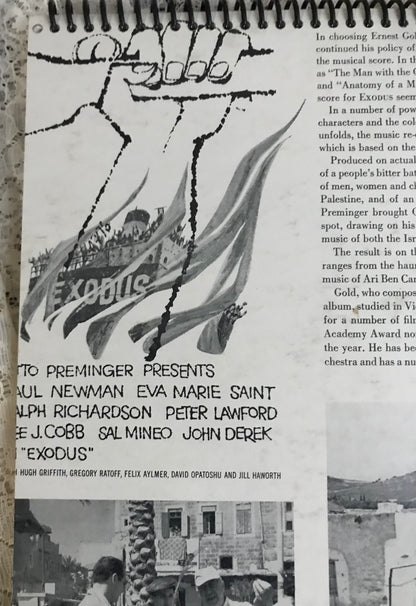 EXODUS
TTO PREMINGER PRESENTS
AUL NEWMAN EVA MARIE SAINT
ALPH RICHARDSON PETER LAWFORD
EE J. COBB SAL MINEO JOHN DEREK
"EXODUS"
HUGH GRIFFITH, GREGORY RATOFF, FELIX AYLMER, DAVID OPATOSHU AND JILL HAWORTH
In choosing Ernest Gol
continued his policy of
the musical score. In th
as "The Man with the
and "Anatomy of a M
score for EXODUS seem
In a number of pow
characters and the col
unfolds, the music re-
which is based on the
Produced on actual
of a people's bitter bat
of men, women and c
Palestine, and of an
Preminger brought G
spot, drawing on his
music of both the Isr
The result is on th
ranges from the hau
music of Ari Ben Can
Gold, who compos
album, studied in Vi
for a number of fil
Academy Award no
the year. He has be
chestra and has a nu